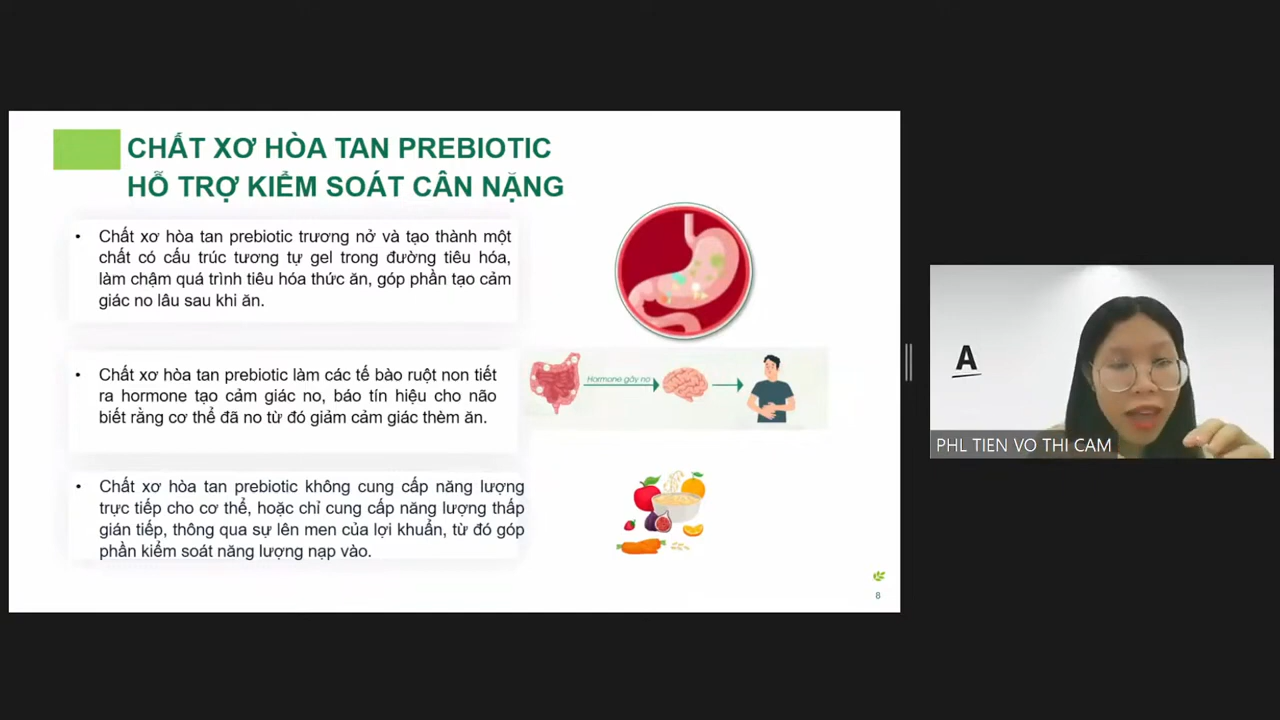 CHẤT XƠ HÒA TAN PREBIOTIC
HỖ TRỢ KIỂM SOÁT CÂN NẶNG
• Chất xơ hòa tan prebiotic trương nở và tạo thành một
chất có cấu trúc tương tự gel trong đường tiêu hóa,
làm chậm quá trình tiêu hóa thức ăn, góp phần tạo cảm
giác no lâu sau khi ăn.
• Chất xơ hòa tan prebiotic làm các tế bào ruột non tiết
ra hormone tạo cảm giác no, báo tín hiệu cho não
biết rằng cơ thể đã no từ đó giảm cảm giác thèm ăn.
Hormone gây no
• Chất xơ hòa tan prebiotic không cung cấp năng lượng
trực tiếp cho cơ thể, hoặc chỉ cung cấp năng lượng thấp
gián tiếp, thông qua sự lên men của lợi khuẩn, từ đó góp
phần kiểm soát năng lượng nạp vào.
8
A
PHL TIEN VO THI CAM